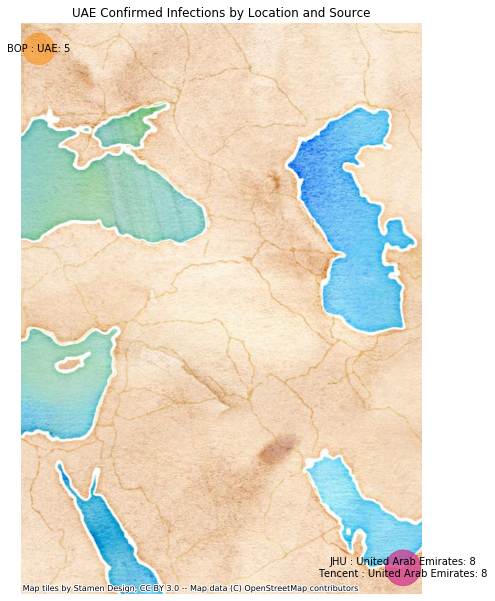 UAE Confirmed Infections by Location and Source
BOP : UAE: 5
JHU : United Arab Emirates: 8
Tencent : United Arab Emirates: 8
Map tiles by Stamen Design, CC BY 3.0 -- Map data (C) OpenStreetMap contributors